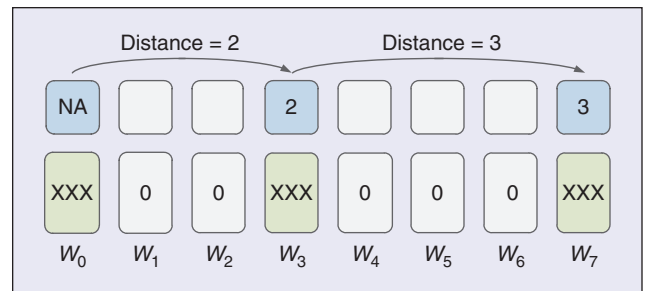 Distance = 2 Distance = 3
NA 2 3
XXX 0 0 XXX 0 0 0 XXX
W0 W1 W2 W3 W4 W5 W6 W7